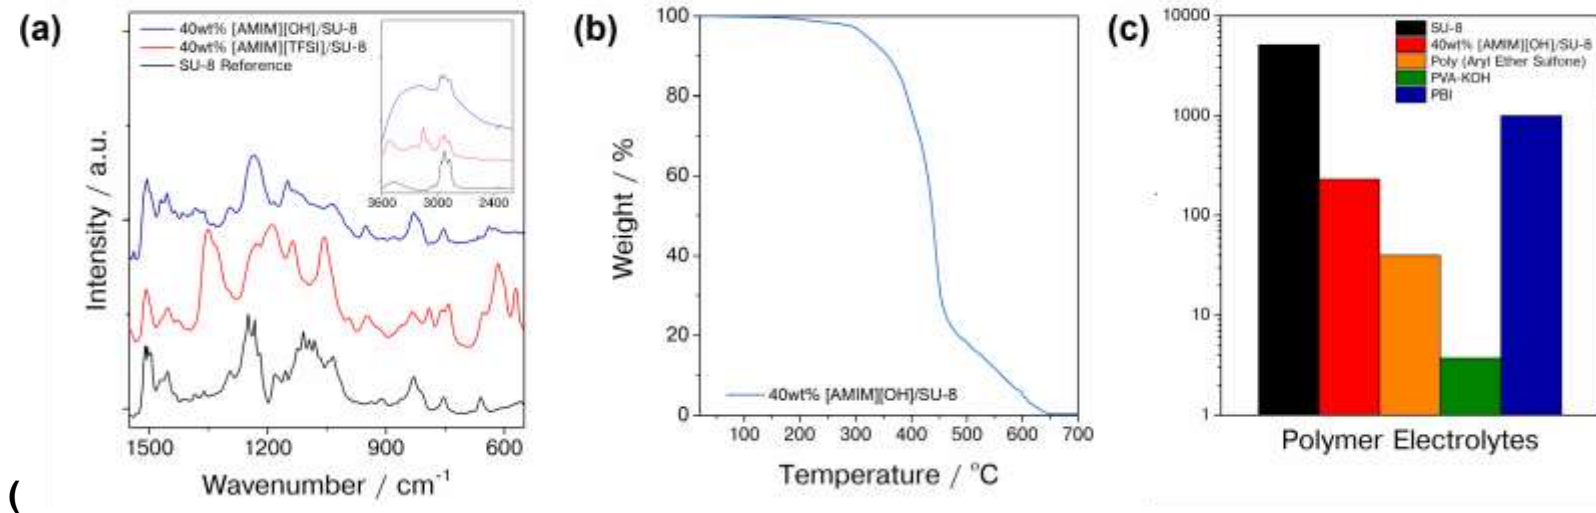 (a)
40wt% [AMIM][OH]/SU-8
40wt% [AMIM][TFSI]/SU-8
SU-8 Reference
3600 3000 2400
Intensity / a.u.
1500 1200 900 600
Wavenumber / cm⁻¹
(
(b)
100
80
60
40
20
0
Weight / %
40wt% [AMIM][OH]/SU-8
100 200 300 400 500 600 700
Temperature / °C
(c)
10000
1000
100
10
1
SU-8
40wt% [AMIM][OH]/SU-8
Poly (Aryl Ether Sulfone)
PVA-KOH
PBI
Polymer Electrolytes